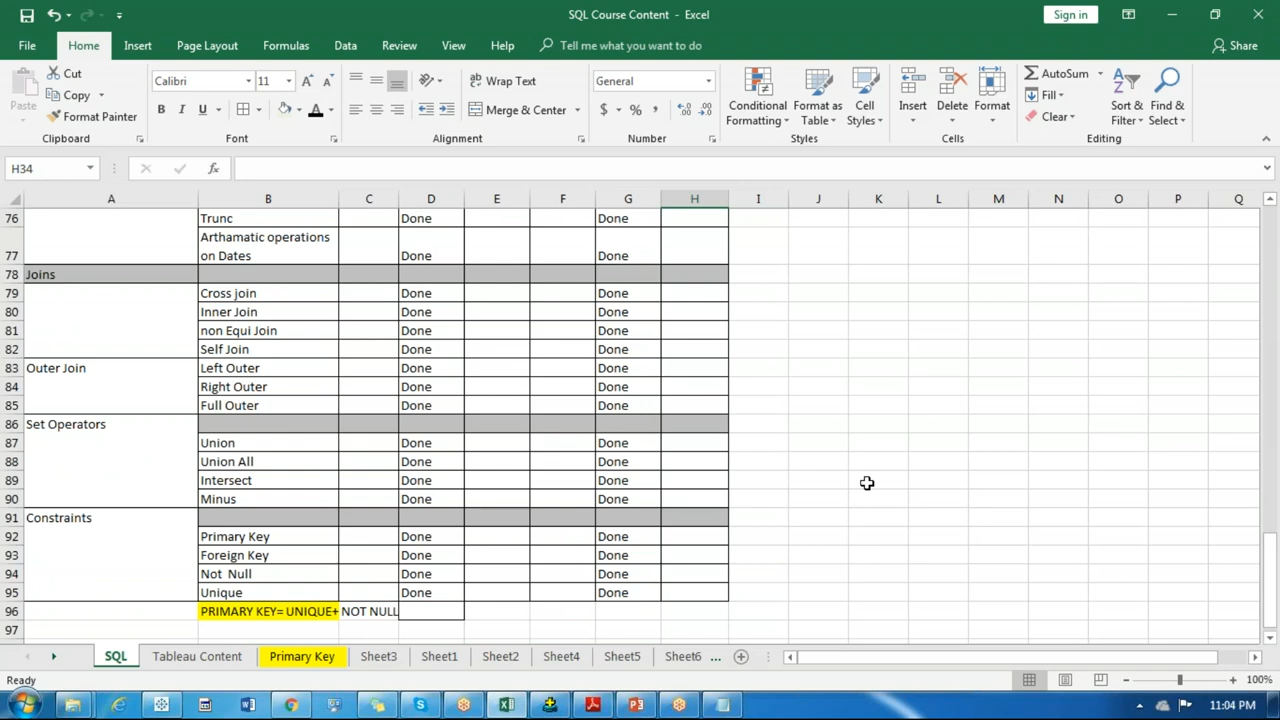 SQL Course Content - Excel
Sign in
File Home Insert Page Layout Formulas Data Review View Help Tell me what you want to do Share
Paste
Cut
Copy
Format Painter
Clipboard
Calibri 11
B I U
Font
Wrap Text
Merge & Center
Alignment
General
$ % ,
Number
Conditional Formatting
Format as Table
Cell Styles
Styles
Insert
Delete
Format
Cells
AutoSum
Fill
Clear
Sort & Filter
Find & Select
Editing
H34 fx
A B C D E F G H I J K L M N O P Q
76 Trunc Done Done
77 Arthamatic operations on Dates Done Done
78 Joins
79 Cross join Done Done
80 Inner Join Done Done
81 non Equi Join Done Done
82 Self Join Done Done
83 Outer Join Left Outer Done Done
84 Right Outer Done Done
85 Full Outer Done Done
86 Set Operators
87 Union Done Done
88 Union All Done Done
89 Intersect Done Done
90 Minus Done Done
91 Constraints
92 Primary Key Done Done
93 Foreign Key Done Done
94 Not Null Done Done
95 Unique Done Done
96 PRIMARY KEY= UNIQUE+ NOT NULL
97
SQL Tableau Content Primary Key Sheet3 Sheet1 Sheet2 Sheet4 Sheet5 Sheet6 ...
Ready 100%
11:04 PM